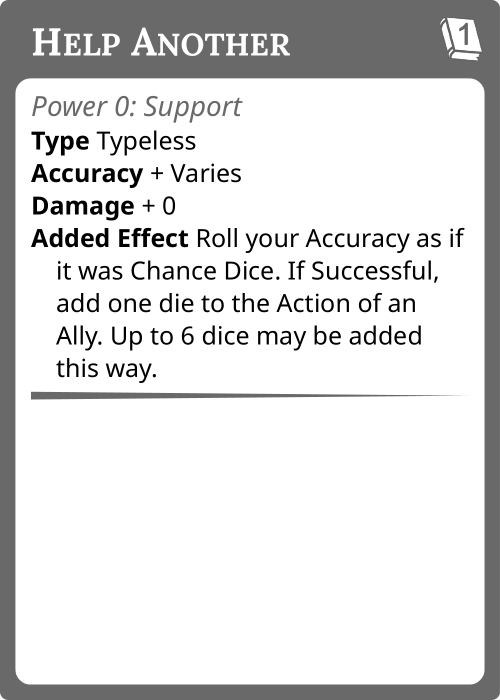 Help Another
1
Power 0: Support
Type Typeless
Accuracy + Varies
Damage + 0
Added Effect Roll your Accuracy as if
it was Chance Dice. If Successful,
add one die to the Action of an
Ally. Up to 6 dice may be added
this way.